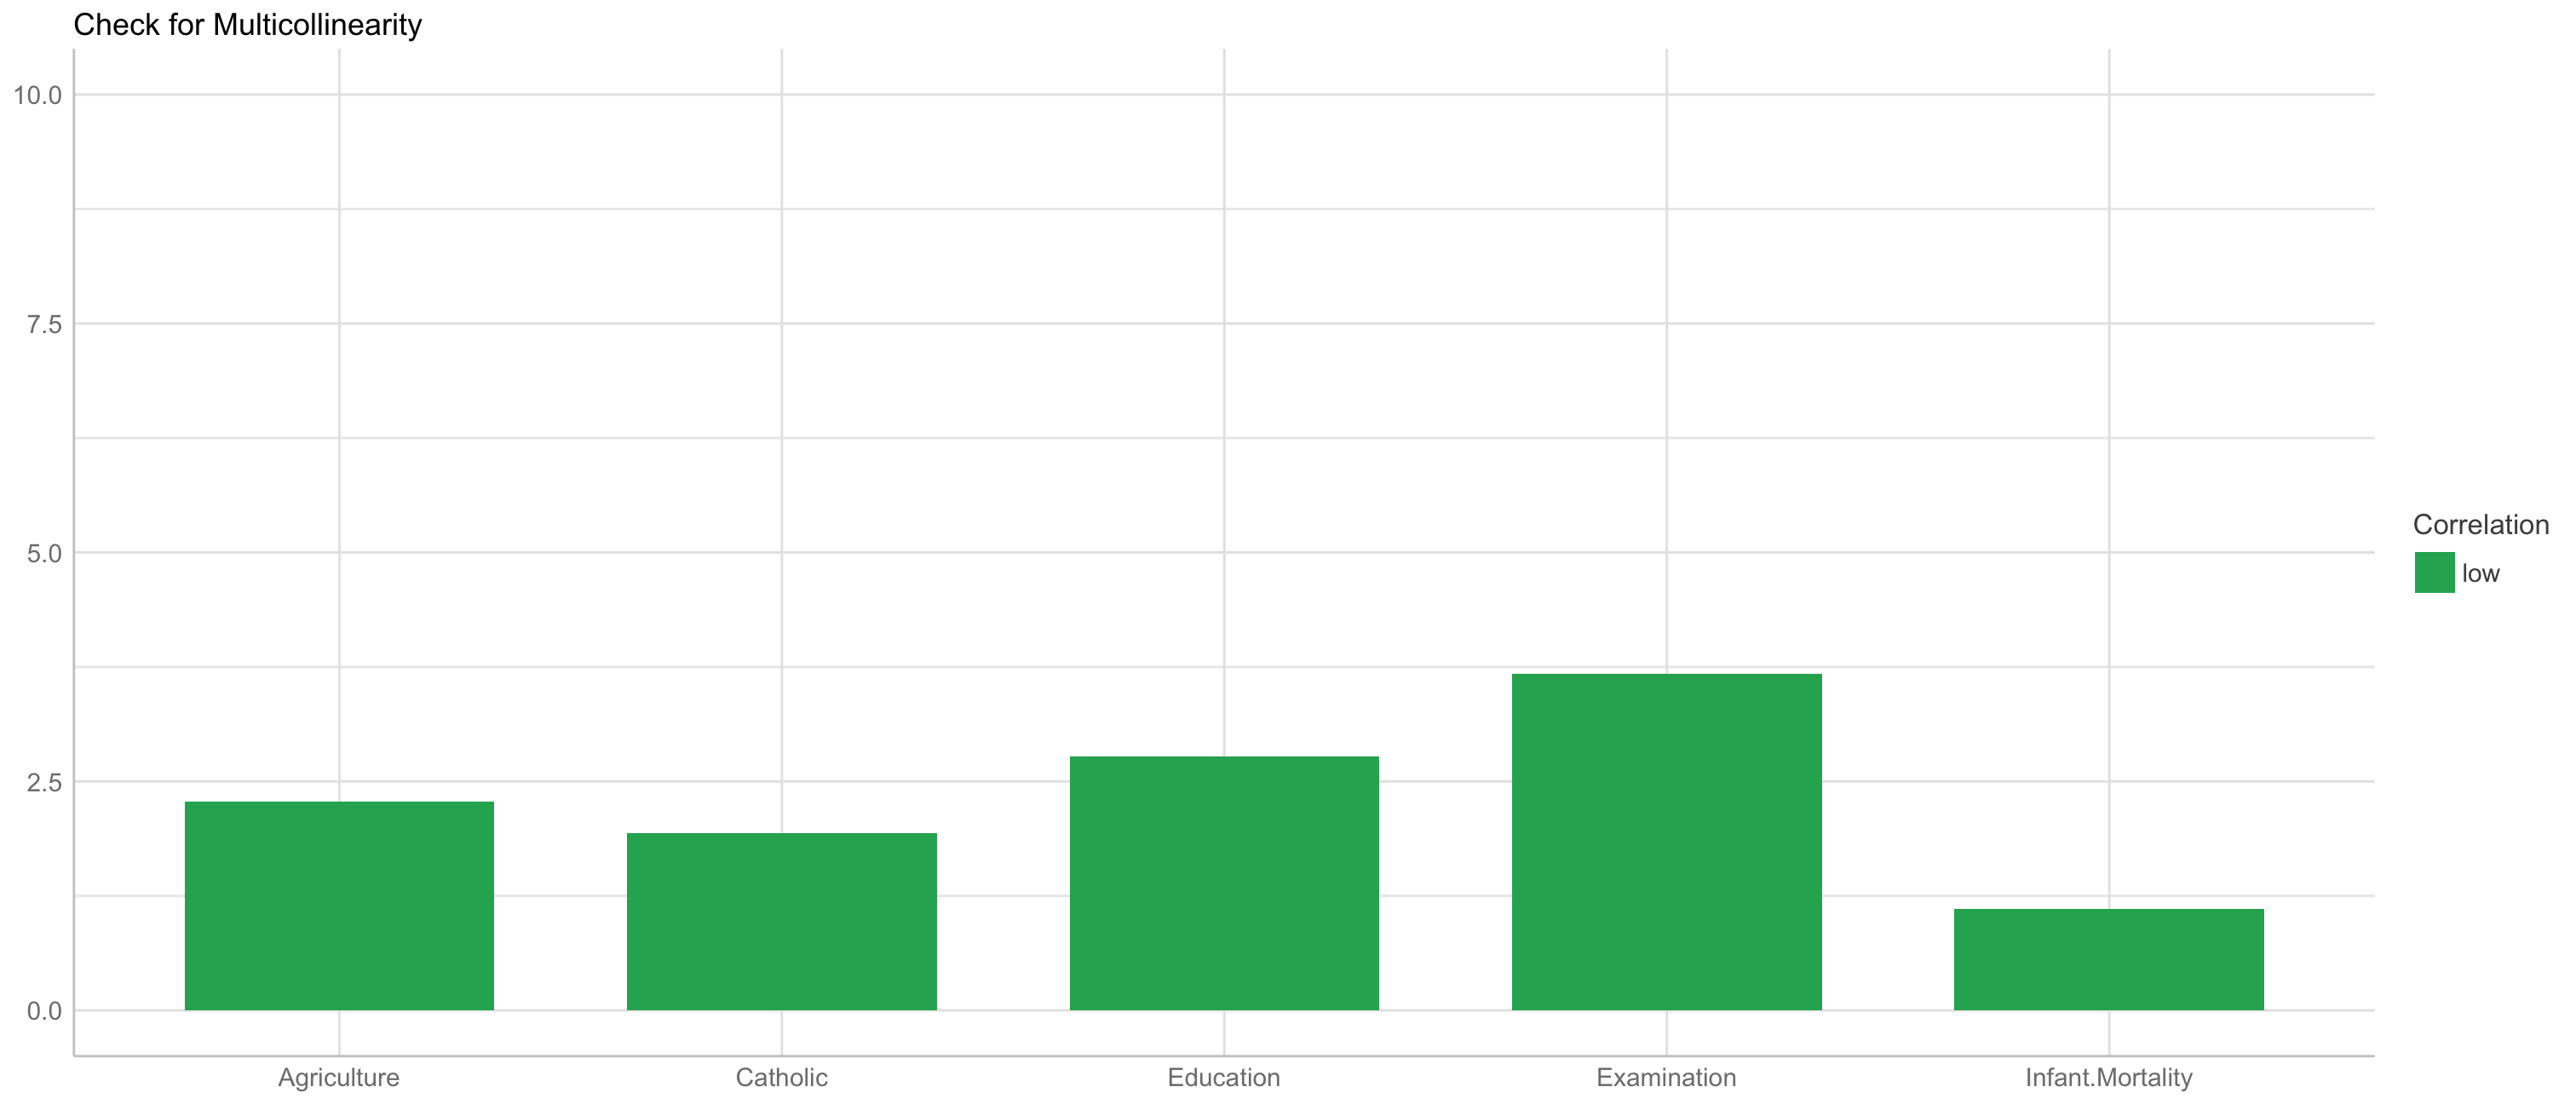 Check for Multicollinearity
10.0
7.5
5.0
2.5
0.0
Agriculture
Catholic
Education
Examination
Infant.Mortality
Correlation
low